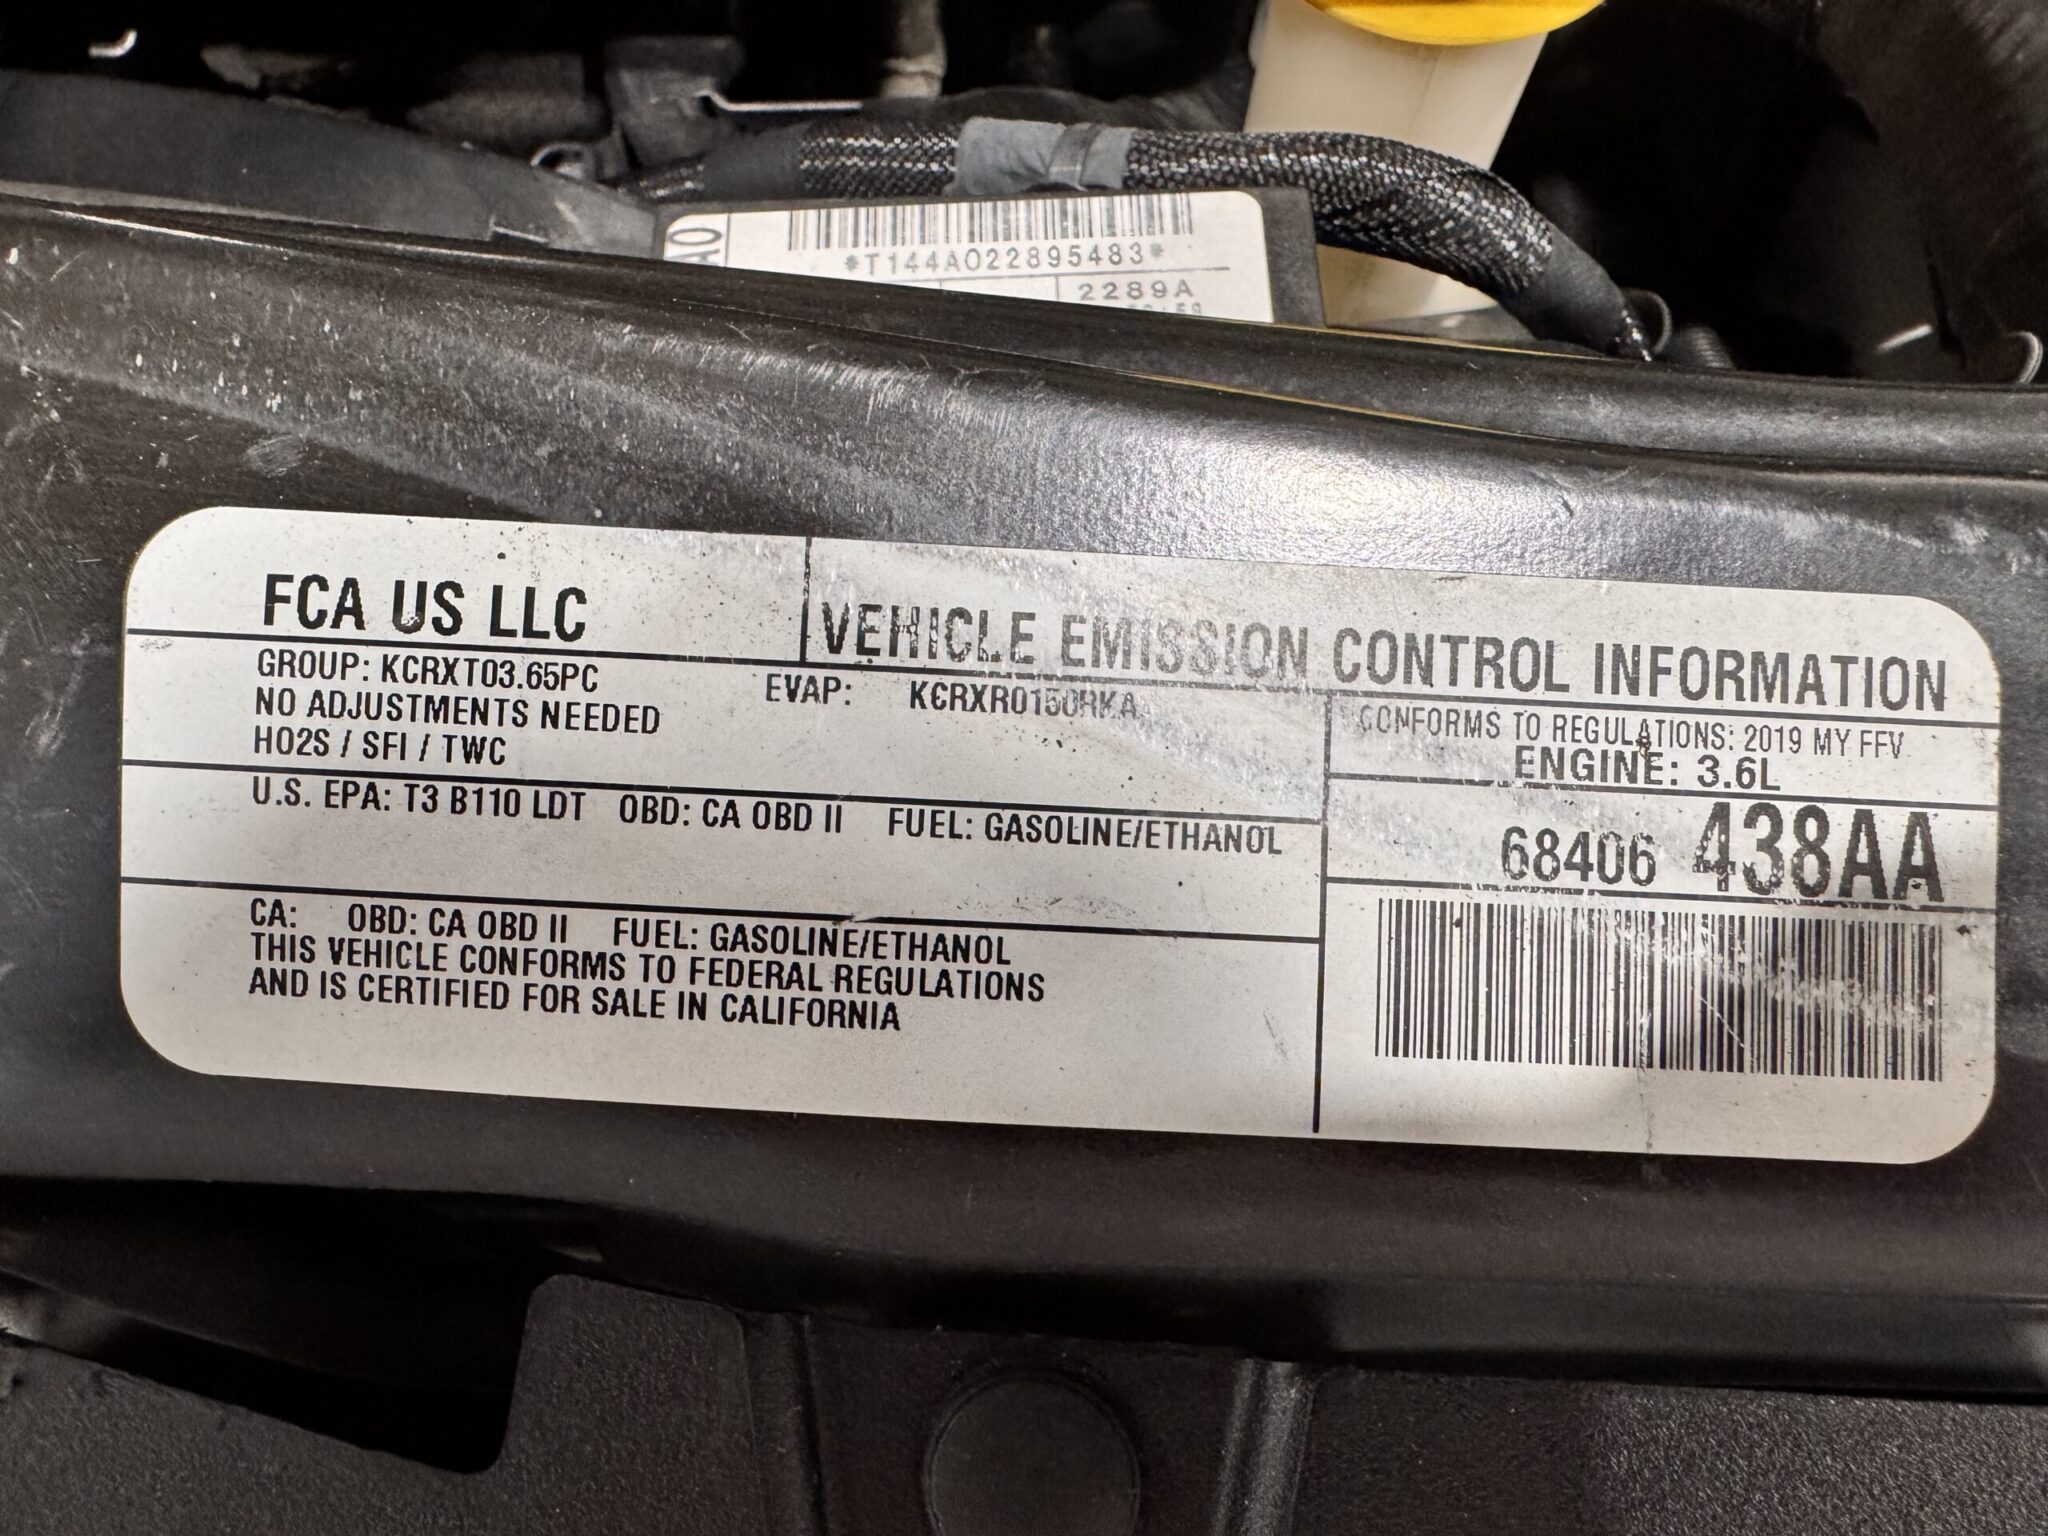 *T144A022895483*
2289A
FCA US LLC
VEHICLE EMISSION CONTROL INFORMATION
GROUP: KCRXT03.65PC EVAP: KCRXR0150RKA
NO ADJUSTMENTS NEEDED
HO2S / SFI / TWC
CONFORMS TO REGULATIONS: 2019 MY FFV
ENGINE: 3.6L
U.S. EPA: T3 B110 LDT OBD: CA OBD II FUEL: GASOLINE/ETHANOL
68406 438AA
CA: OBD: CA OBD II FUEL: GASOLINE/ETHANOL
THIS VEHICLE CONFORMS TO FEDERAL REGULATIONS
AND IS CERTIFIED FOR SALE IN CALIFORNIA